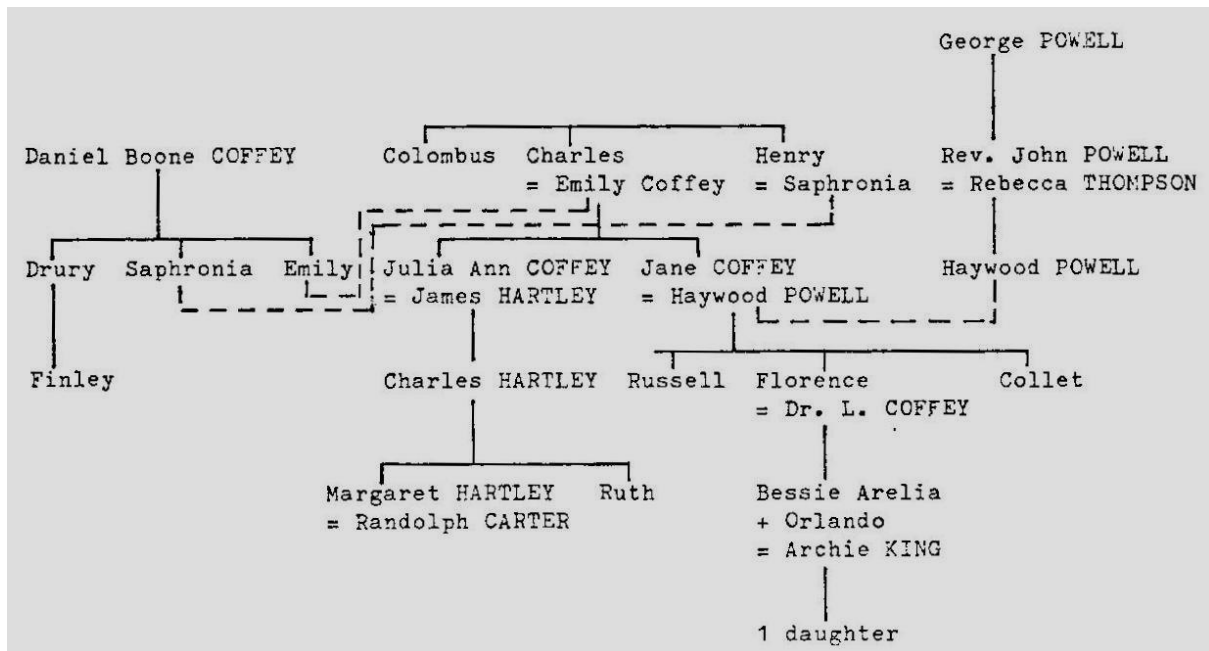 George POWELL
Daniel Boone COFFEY Colombus Charles Henry Rev. John POWELL
= Emily Coffey = Saphronia = Rebecca THOMPSON
Drury Saphronia Emily Julia Ann COFFEY Jane COFFEY Haywood POWELL
= James HARTLEY = Haywood POWELL
Finley Charles HARTLEY Russell Florence Collet
= Dr. L. COFFEY
Margaret HARTLEY Ruth Bessie Arelia
= Randolph CARTER + Orlando
= Archie KING
1 daughter